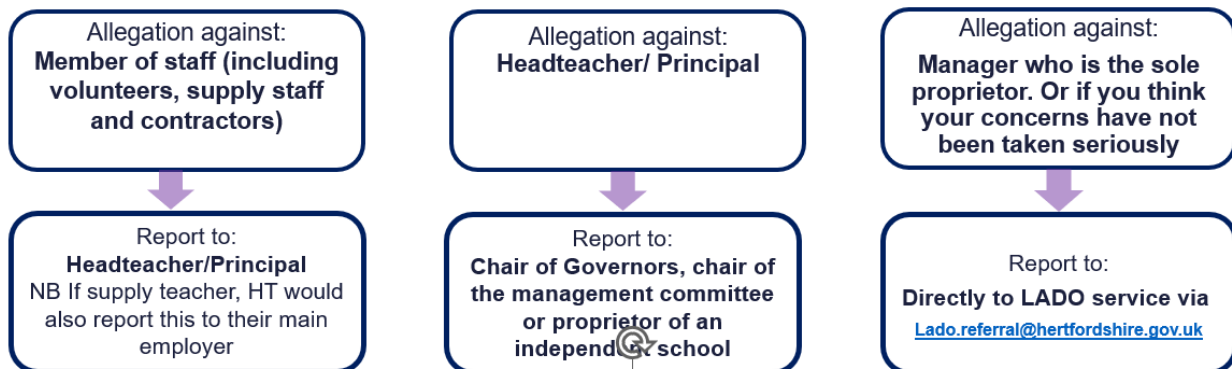 Allegation against:
Member of staff (including
volunteers, supply staff
and contractors)
Report to:
Headteacher/Principal
NB If supply teacher, HT would
also report this to their main
employer
Allegation against:
Headteacher/ Principal
Report to:
Chair of Governors, chair of
the management committee
or proprietor of an
independent school
Allegation against:
Manager who is the sole
proprietor. Or if you think
your concerns have not
been taken seriously
Report to:
Directly to LADO service via
Lado.referral@hertfordshire.gov.uk